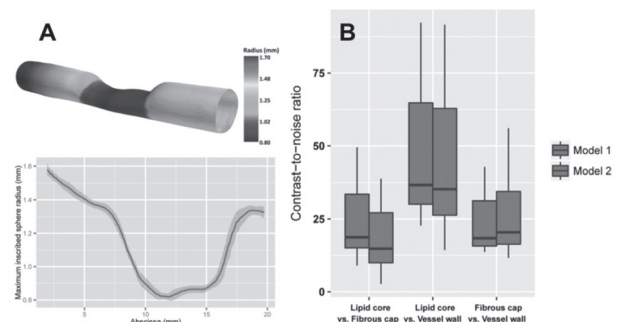 A
Radius (mm)
1.70
1.48
1.25
1.02
0.80
Maximum inscribed sphere radius (mm)
1.6
1.4
1.2
1.0
0.8
5
10
15
20
Abscissa (mm)
B
Contrast-to-noise ratio
75
50
25
0
Lipid core
vs. Fibrous cap
Lipid core
vs. Vessel wall
Fibrous cap
vs. Vessel wall
Model 1
Model 2